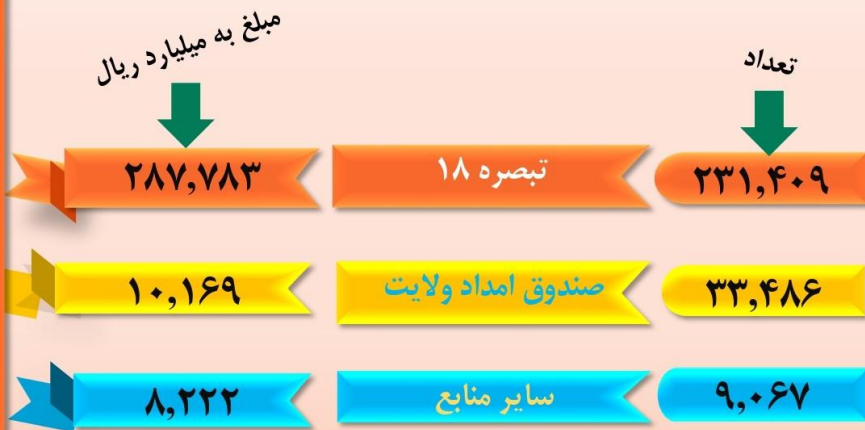 تعداد
مبلغ به میلیارد ریال
۲۳۱,۴۰۹ تبصره ۱۸ ۲۸۷,۷۸۳
۳۳,۴۸۶ صندوق امداد ولایت ۱۰,۱۶۹
۹,۰۶۷ سایر منابع ۸,۲۲۲